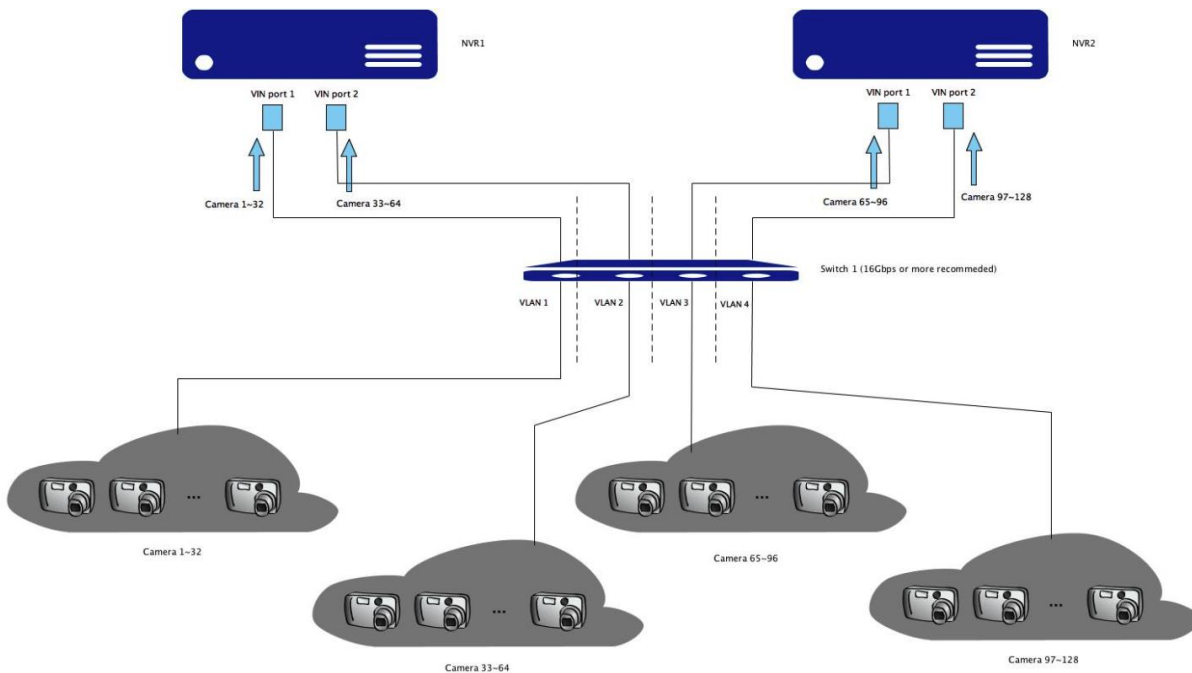 NVR1
NVR2
VIN port 1
VIN port 2
VIN port 1
VIN port 2
Camera 1~32
Camera 33~64
Camera 65~96
Camera 97~128
Switch 1 (16Gbps or more recommeded)
VLAN 1
VLAN 2
VLAN 3
VLAN 4
...
...
...
...
Camera 1~32
Camera 65~96
Camera 33~64
Camera 97~128